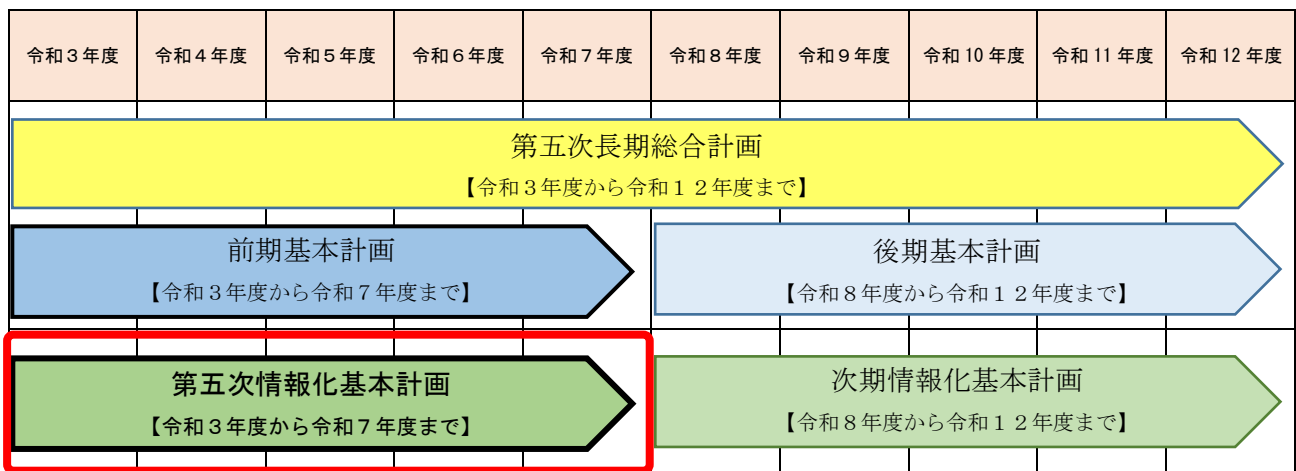 令和３年度 令和４年度 令和５年度 令和６年度 令和７年度 令和８年度 令和９年度 令和 10 年度 令和 11 年度 令和 12 年度
第五次長期総合計画
【令和３年度から令和１２年度まで】
前期基本計画
【令和３年度から令和７年度まで】
後期基本計画
【令和８年度から令和１２年度まで】
第五次情報化基本計画
【令和３年度から令和７年度まで】
次期情報化基本計画
【令和８年度から令和１２年度まで】